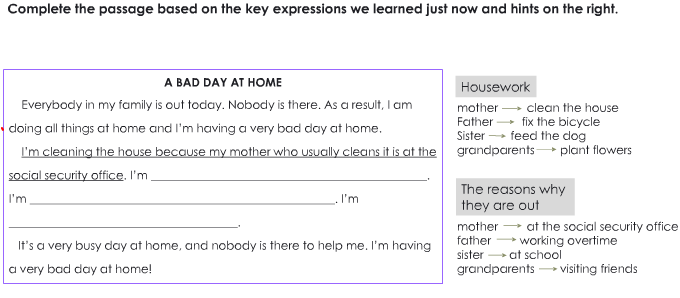 Complete the passage based on the key expressions we learned just now and hints on the right.
A BAD DAY AT HOME
Everybody in my family is out today. Nobody is there. As a result, I am
doing all things at home and I'm having a very bad day at home.
I'm cleaning the house because my mother who usually cleans it is at the
social security office. I'm ______________________________.
I'm __________________________________. I'm
__________________________.
It's a very busy day at home, and nobody is there to help me. I'm having
a very bad day at home!
Housework
mother → clean the house
Father → fix the bicycle
Sister → feed the dog
grandparents → plant flowers
The reasons why
they are out
mother → at the social security office
father → working overtime
sister → at school
grandparents → visiting friends